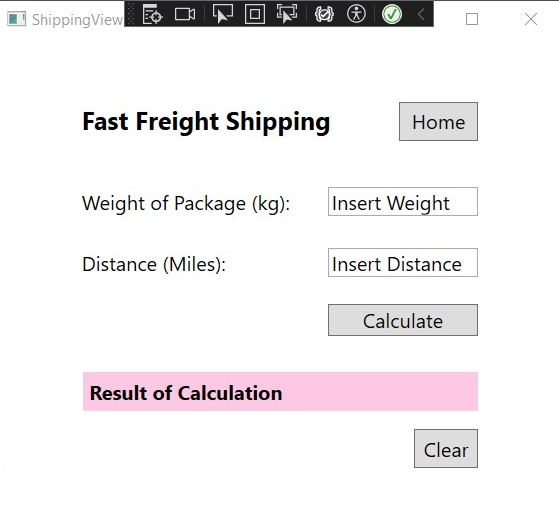 ShippingView
Fast Freight Shipping
Home
Weight of Package (kg):
Insert Weight
Distance (Miles):
Insert Distance
Calculate
Result of Calculation
Clear